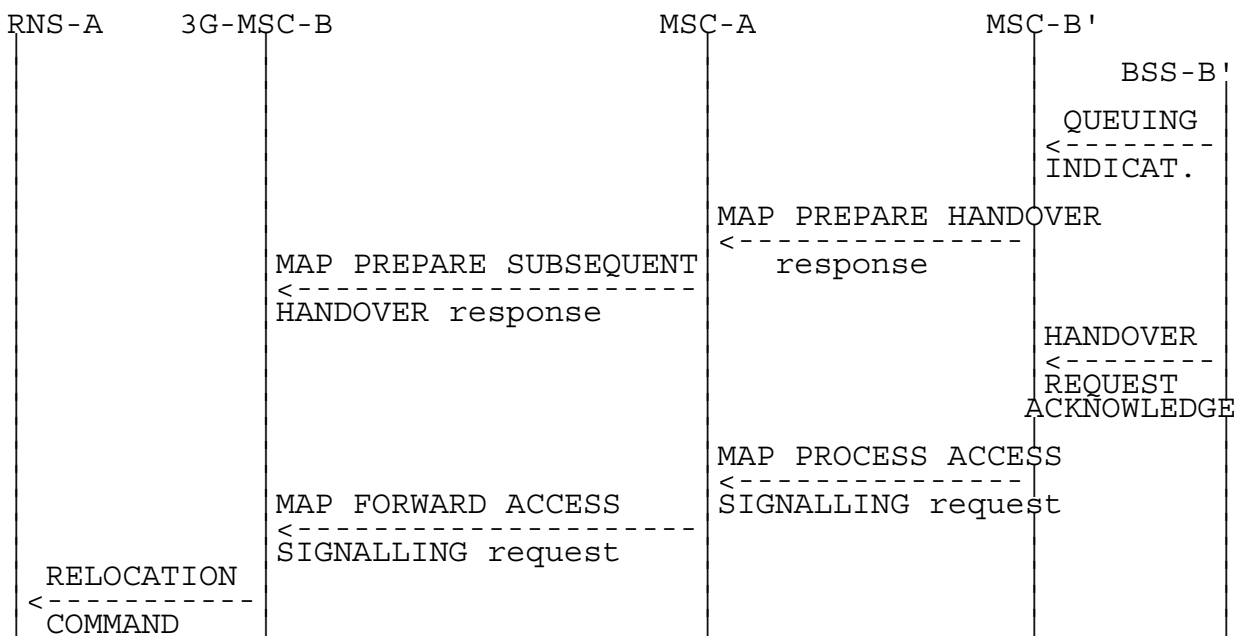 RNS-A 3G-MSC-B MSC-A MSC-B'
BSS-B'
QUEUING
INDICAT.
MAP PREPARE HANDOVER
response
MAP PREPARE SUBSEQUENT
HANDOVER response
HANDOVER
REQUEST
ACKNOWLEDGE
MAP PROCESS ACCESS
SIGNALLING request
MAP FORWARD ACCESS
SIGNALLING request
RELOCATION
COMMAND